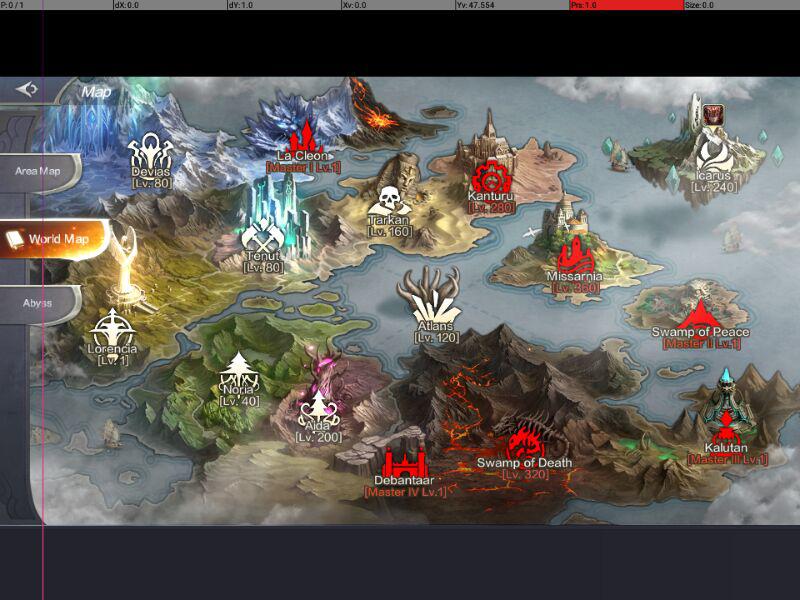 P: 0 / 1
dX: 0.0
dY: 1.0
Xv: 0.0
Yv: 47.554
Prs: 1.0
Size: 0.0
Map
Area Map
World Map
Abyss
Devias
[Lv. 80]
La Cleon
[Master I Lv.1]
Icarus
[Lv. 240]
Kanturu
[Lv. 280]
Tarkan
[Lv. 160]
Tenut
[Lv. 80]
Missarnia
[Lv. 360]
Atlans
[Lv. 120]
Swamp of Peace
[Master II Lv.1]
Lorencia
[Lv. 1]
Noria
[Lv. 40]
Aida
[Lv. 200]
Kalutan
[Master III Lv.1]
Swamp of Death
[Lv. 320]
Debantaar
[Master IV Lv.1]